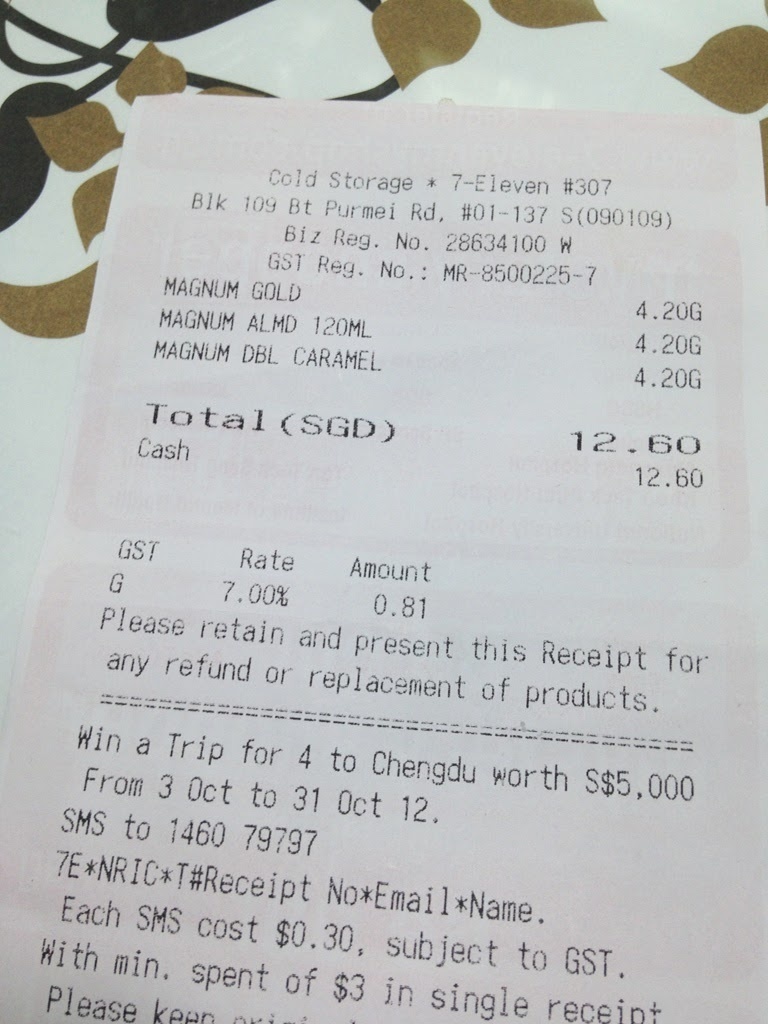 Cold Storage * 7-Eleven #307
Blk 109 Bt Purmei Rd, #01-137 S(090109)
Biz Reg. No. 28634100 W
GST Reg. No.: MR-8500225-7
MAGNUM GOLD 4.20G
MAGNUM ALMD 120ML 4.20G
MAGNUM DBL CARAMEL 4.20G
Total(SGD) 12.60
Cash 12.60
GST Rate Amount
G 7.00% 0.81
Please retain and present this Receipt for
any refund or replacement of products.
Win a Trip for 4 to Chengdu worth S$5,000
From 3 Oct to 31 Oct 12.
SMS to 1460 79797
7E*NRIC*T#Receipt No*Email*Name.
Each SMS cost $0.30, subject to GST.
With min. spent of $3 in single receipt
Please keep